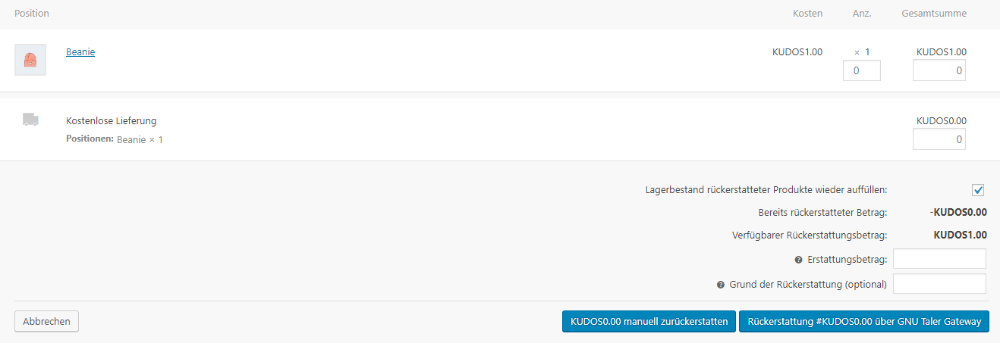 Position Kosten Anz. Gesamtsumme
Beanie KUDOS1.00 × 1 KUDOS1.00
0 0
Kostenlose Lieferung KUDOS0.00
Positionen: Beanie × 1 0
Lagerbestand rückerstatteter Produkte wieder auffüllen:
Bereits rückerstatteter Betrag: -KUDOS0.00
Verfügbarer Rückerstattungsbetrag: KUDOS1.00
? Erstattungsbetrag:
? Grund der Rückerstattung (optional)
Abbrechen KUDOS0.00 manuell zurückerstatten Rückerstattung #KUDOS0.00 über GNU Taler Gateway